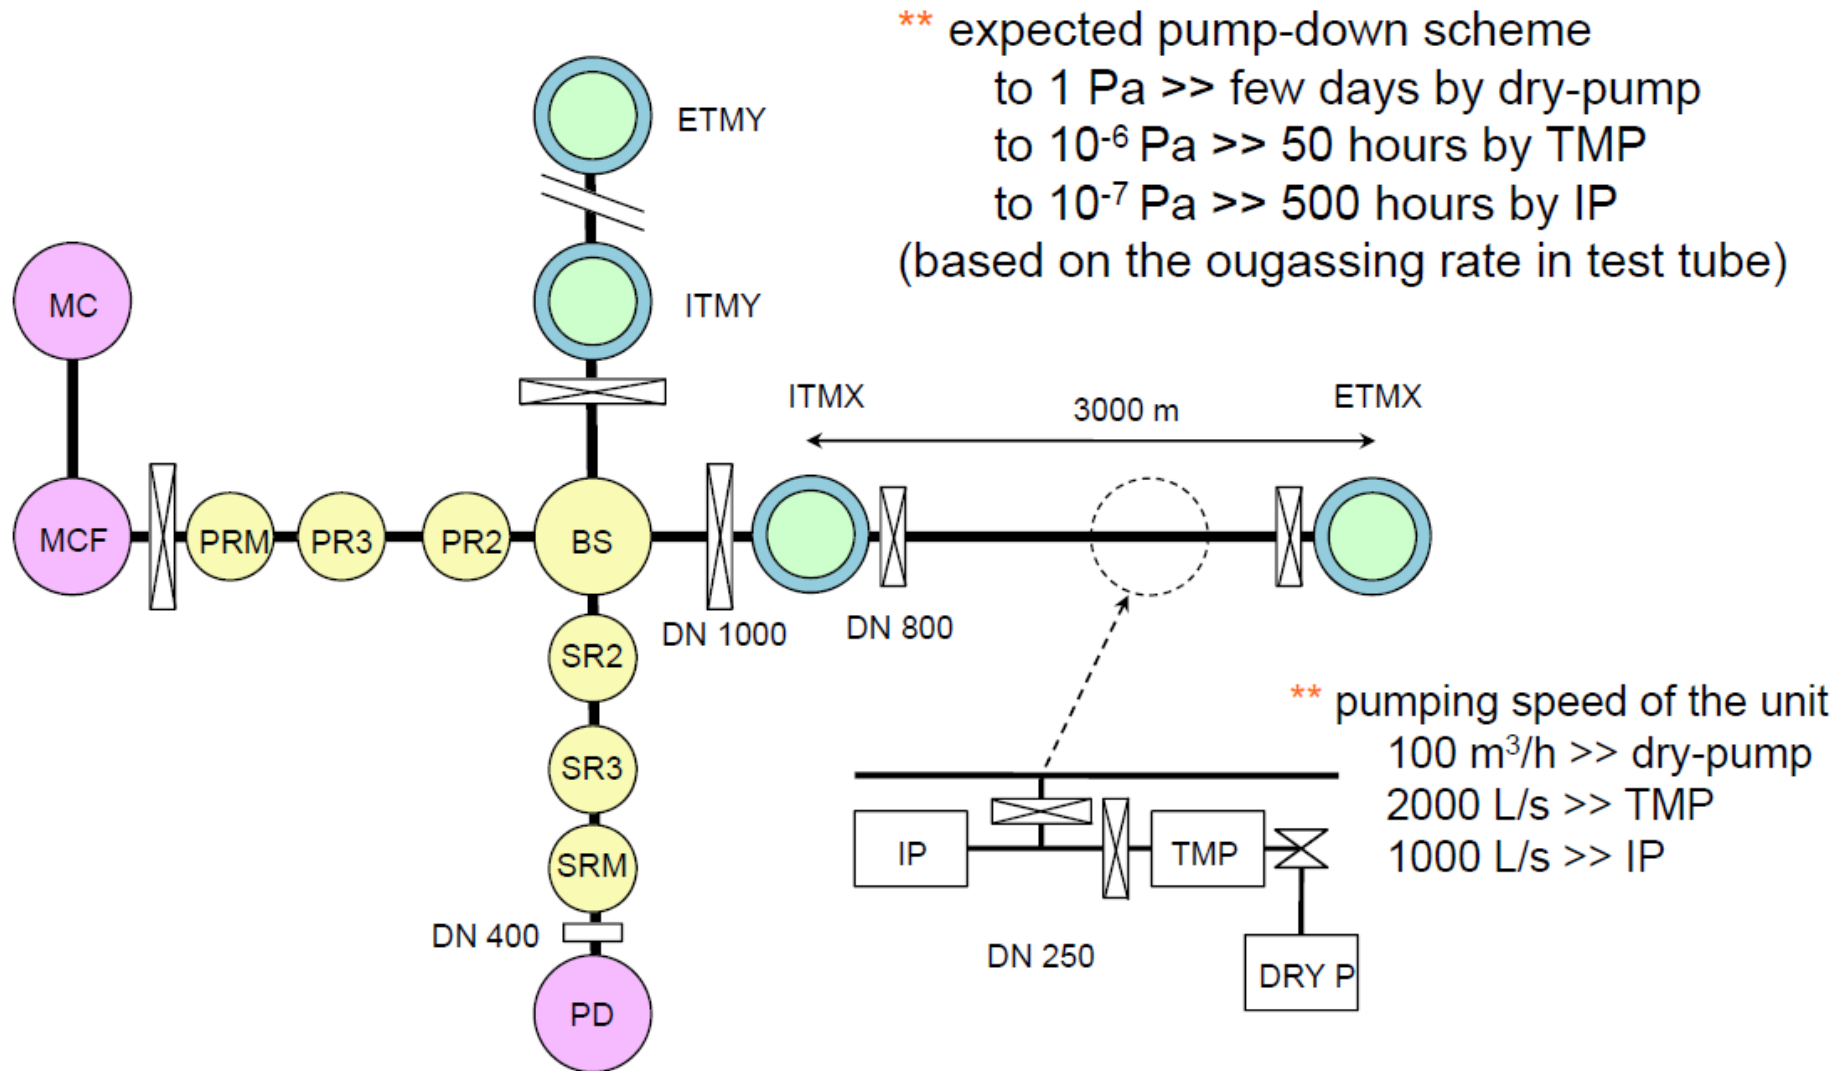 ** expected pump-down scheme
to 1 Pa >> few days by dry-pump
to 10⁻⁶ Pa >> 50 hours by TMP
to 10⁻⁷ Pa >> 500 hours by IP
(based on the ougassing rate in test tube)
ETMY
ITMY
MC
ITMX
3000 m
ETMX
MCF
PRM
PR3
PR2
BS
DN 1000
DN 800
SR2
SR3
SRM
DN 400
PD
** pumping speed of the unit
100 m³/h >> dry-pump
2000 L/s >> TMP
1000 L/s >> IP
IP
TMP
DN 250
DRY P